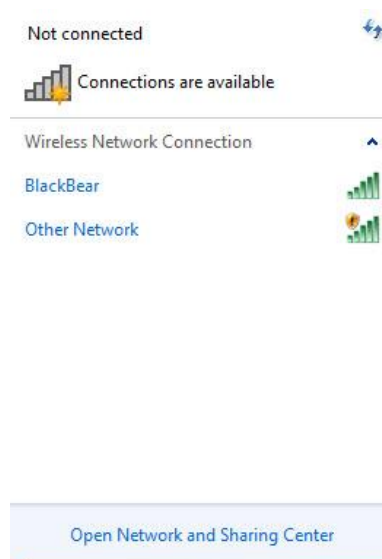 Not connected
Connections are available
Wireless Network Connection
BlackBear
Other Network
Open Network and Sharing Center